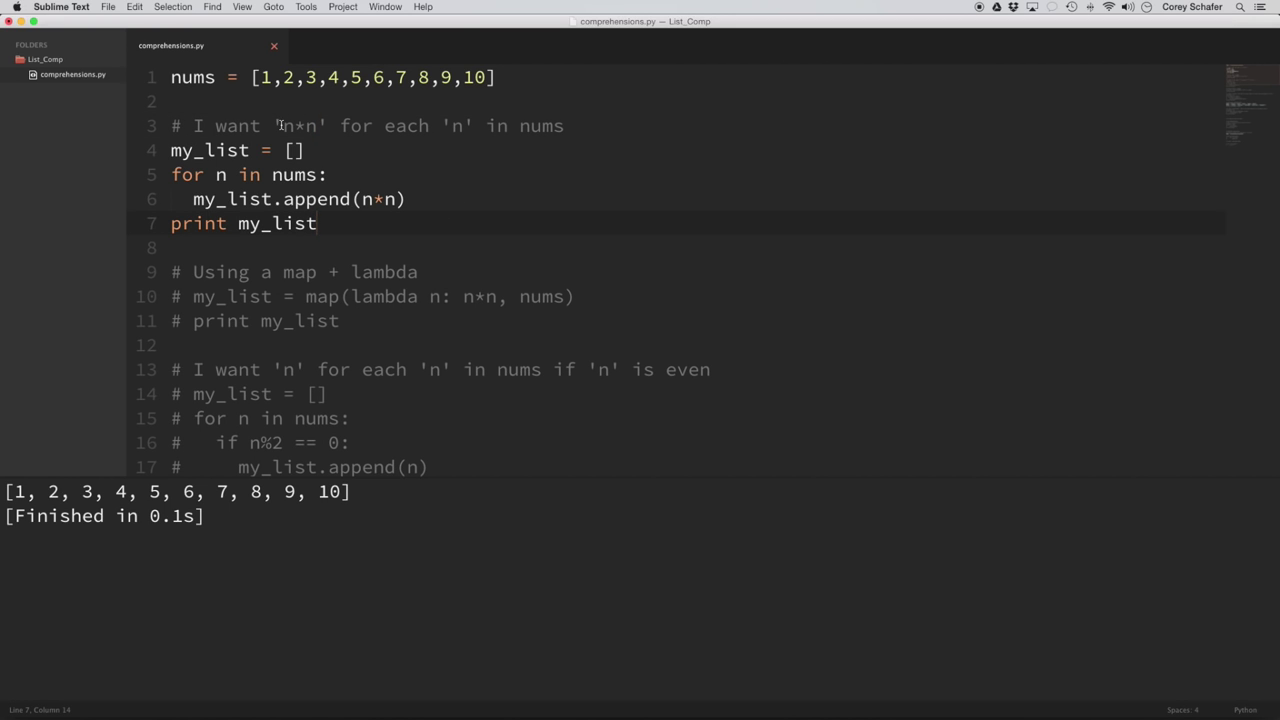 Sublime Text File Edit Selection Find View Goto Tools Project Window Help Corey Schafer
comprehensions.py — List_Comp
FOLDERS
List_Comp
comprehensions.py
comprehensions.py
1 nums = [1,2,3,4,5,6,7,8,9,10]
2
3 # I want 'n*n' for each 'n' in nums
4 my_list = []
5 for n in nums:
6 my_list.append(n*n)
7 print my_list
8
9 # Using a map + lambda
10 # my_list = map(lambda n: n*n, nums)
11 # print my_list
12
13 # I want 'n' for each 'n' in nums if 'n' is even
14 # my_list = []
15 # for n in nums:
16 #   if n%2 == 0:
17 #     my_list.append(n)
[1, 2, 3, 4, 5, 6, 7, 8, 9, 10]
[Finished in 0.1s]
Line 7, Column 14 Spaces: 4 Python